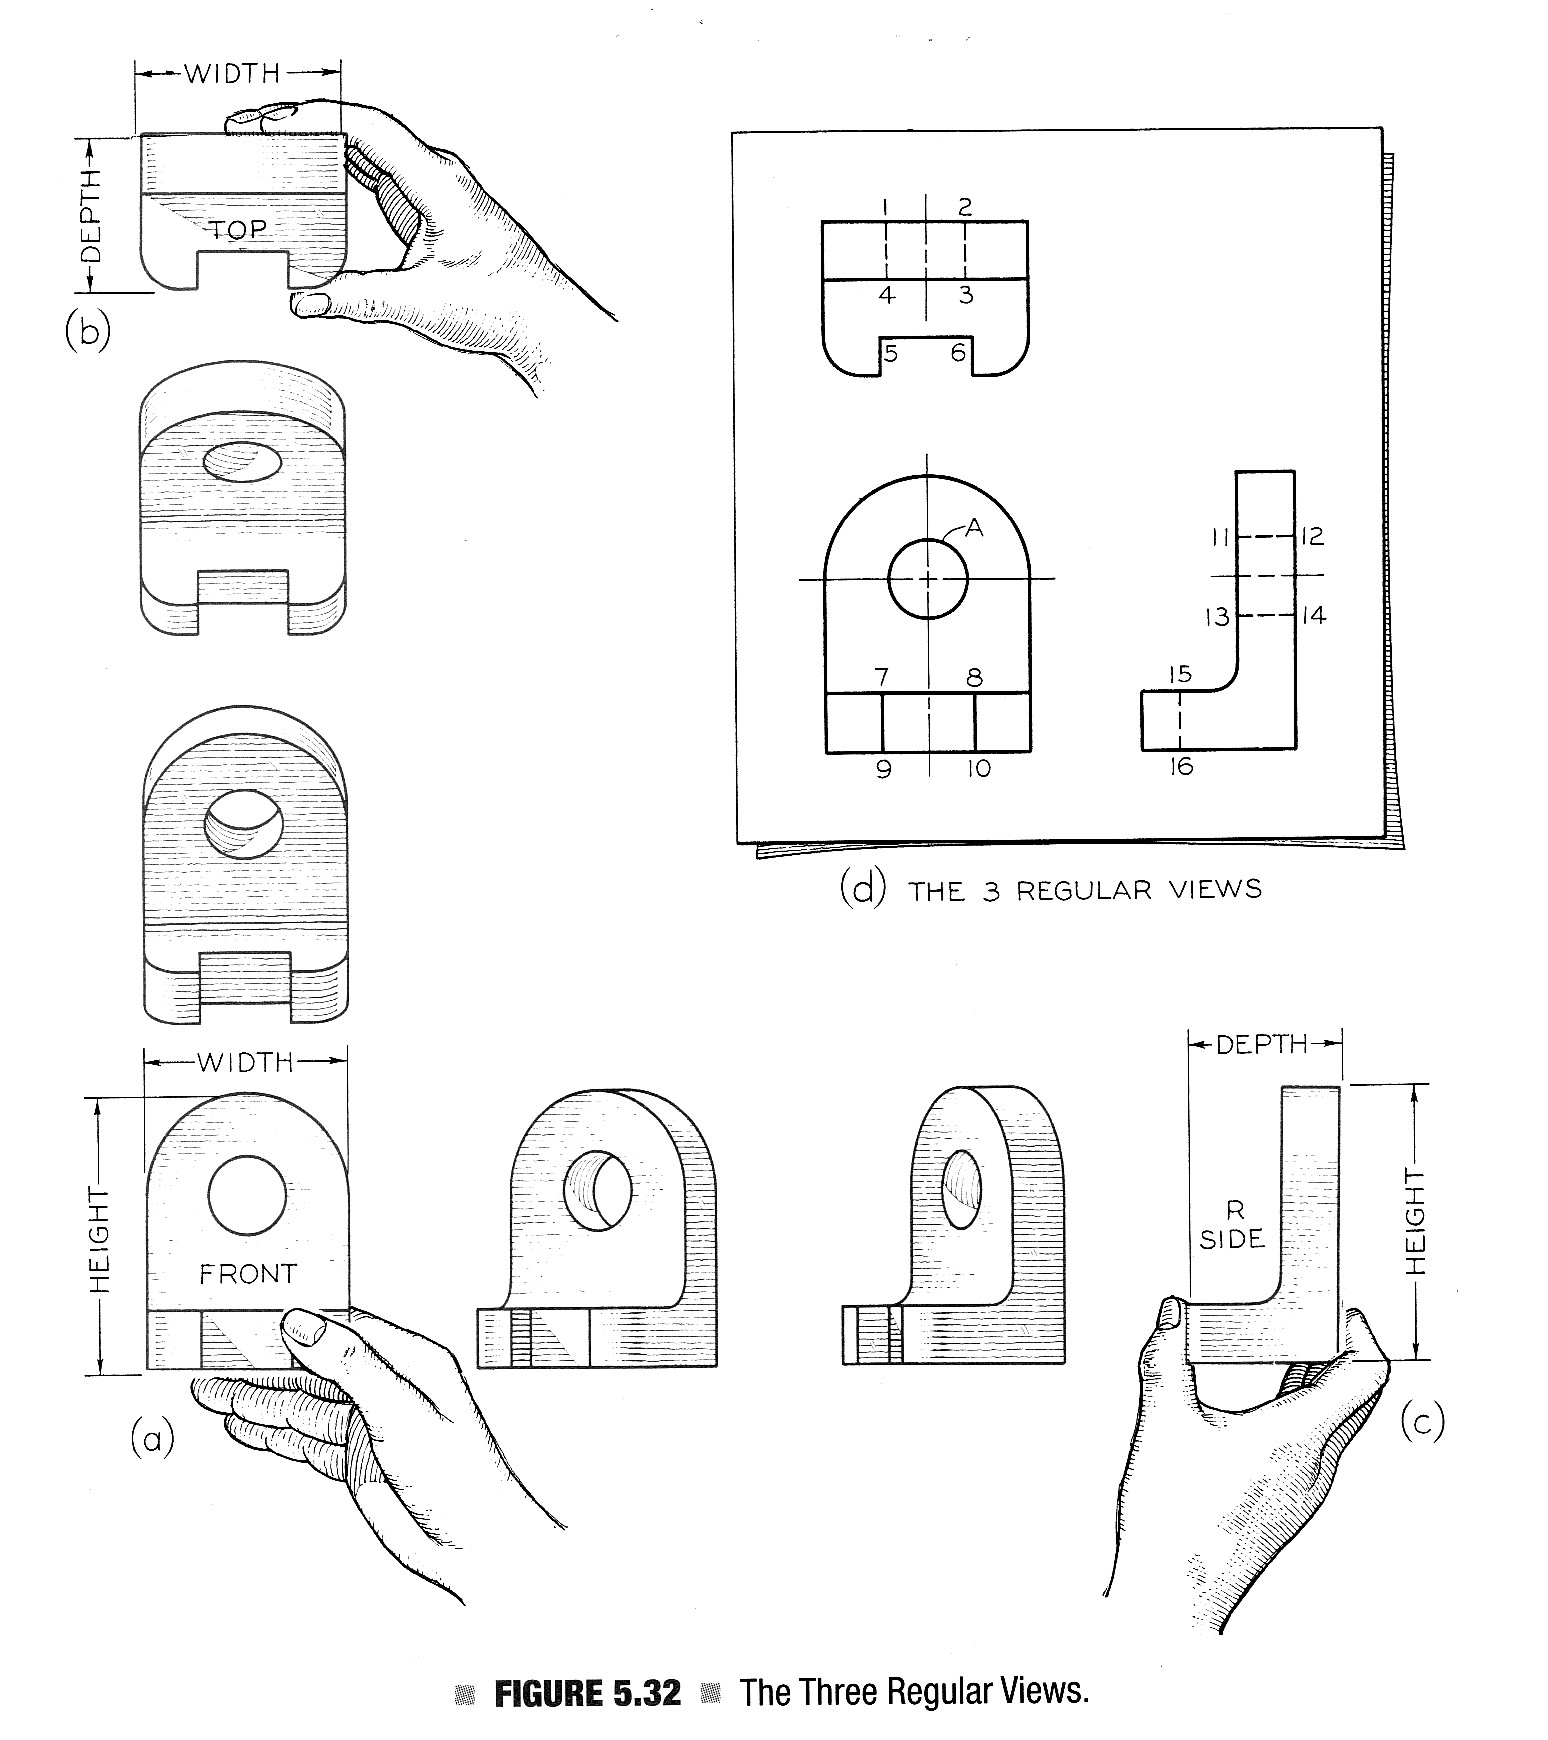 WIDTH
DEPTH
TOP
(b)
1 2
4 3
5 6
A
11 12
13 14
7 8
15
9 10
16
(d) THE 3 REGULAR VIEWS
WIDTH
HEIGHT
FRONT
(a)
DEPTH
HEIGHT
R
SIDE
(c)
FIGURE 5.32 The Three Regular Views.